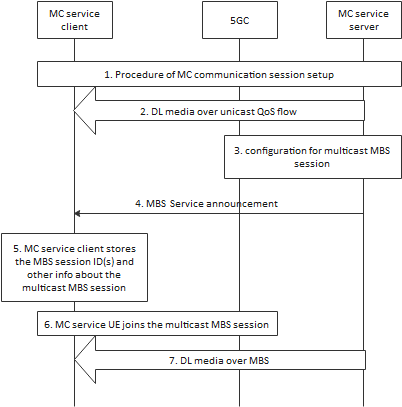 MC service
client
5GC
MC service
server
1. Procedure of MC communication session setup
2. DL media over unicast QoS flow
3. configuration for multicast MBS
session
4. MBS Service announcement
5. MC service client stores
the MBS session ID(s) and
other info about the
multicast MBS session
6. MC service UE joins the multicast MBS session
7. DL media over MBS